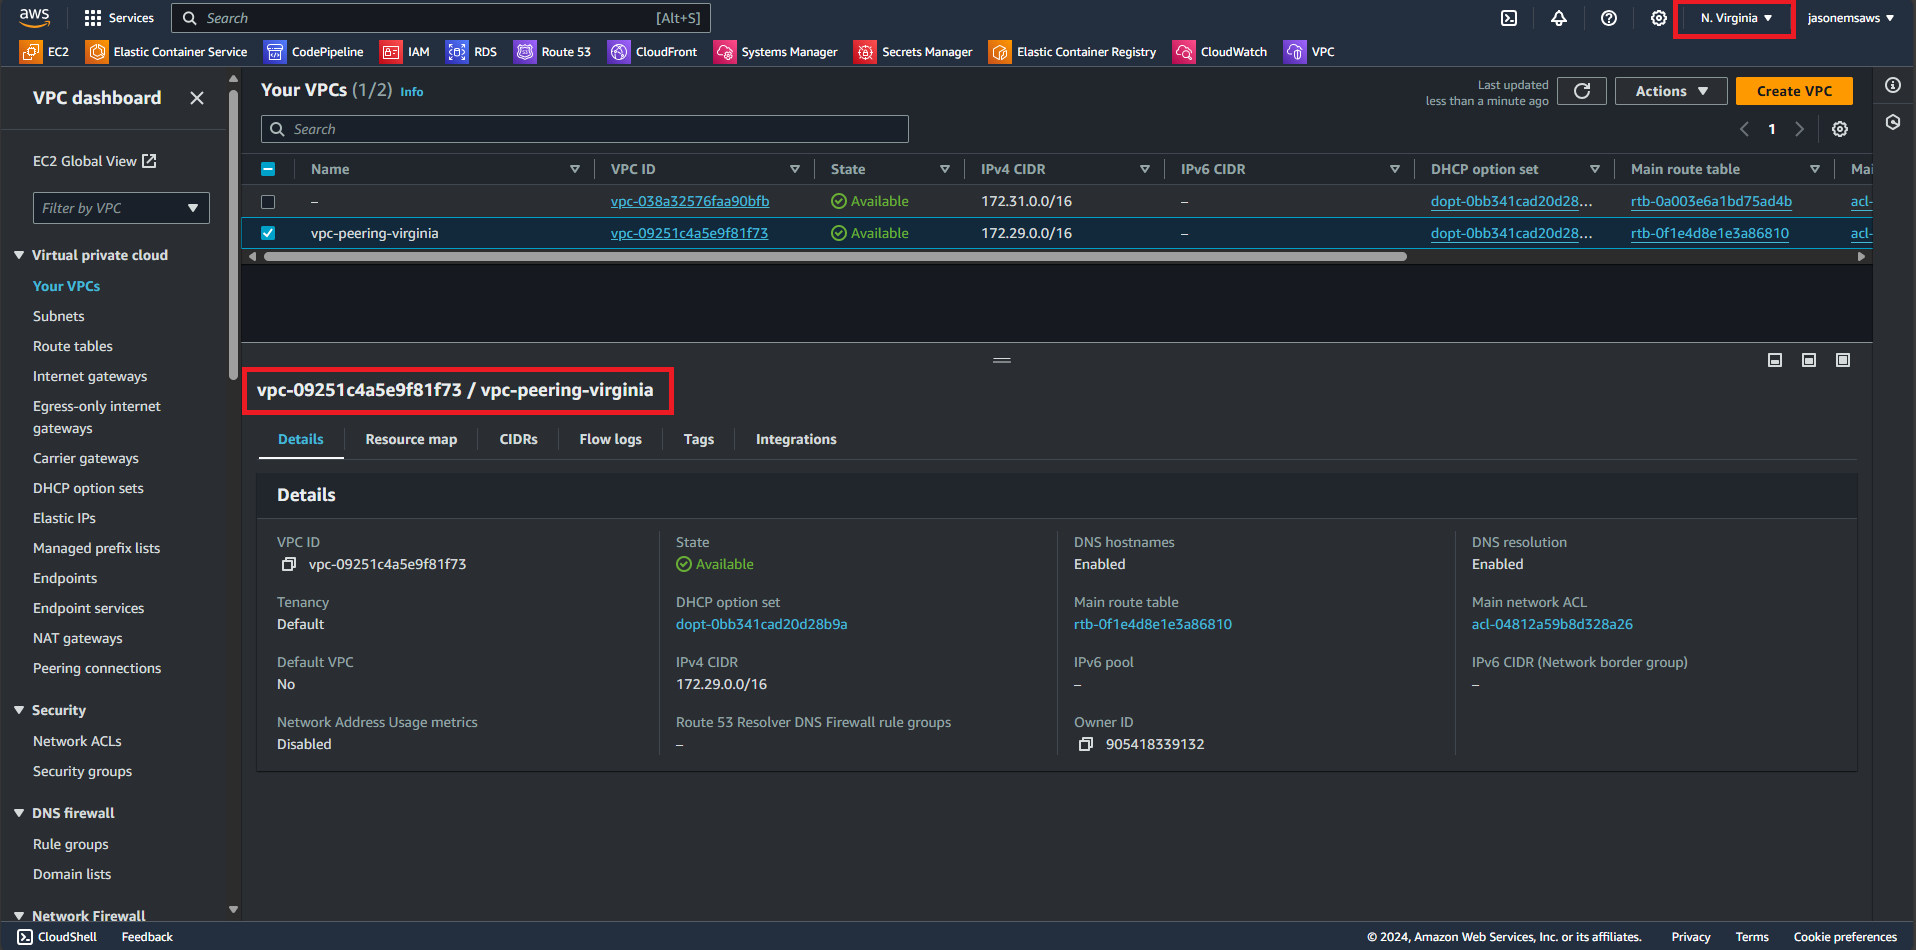 aws Services Search [Alt+S] N. Virginia jasonemsaws
EC2 Elastic Container Service CodePipeline IAM RDS Route 53 CloudFront Systems Manager Secrets Manager Elastic Container Registry CloudWatch VPC
VPC dashboard
EC2 Global View
Filter by VPC
Virtual private cloud
Your VPCs
Subnets
Route tables
Internet gateways
Egress-only internet
gateways
Carrier gateways
DHCP option sets
Elastic IPs
Managed prefix lists
Endpoints
Endpoint services
NAT gateways
Peering connections
Security
Network ACLs
Security groups
DNS firewall
Rule groups
Domain lists
Network Firewall
Your VPCs (1/2) Info
Last updated
less than a minute ago
Actions
Create VPC
Search
1
Name VPC ID State IPv4 CIDR IPv6 CIDR DHCP option set Main route table Mai
– vpc-038a32576faa90bfb Available 172.31.0.0/16 – dopt-0bb341cad20d28... rtb-0a003e6a1bd75ad4b acl-
vpc-peering-virginia vpc-09251c4a5e9f81f73 Available 172.29.0.0/16 – dopt-0bb341cad20d28... rtb-0f1e4d8e1e3a86810 acl-
vpc-09251c4a5e9f81f73 / vpc-peering-virginia
Details Resource map CIDRs Flow logs Tags Integrations
Details
VPC ID
vpc-09251c4a5e9f81f73
State
Available
DNS hostnames
Enabled
DNS resolution
Enabled
Tenancy
Default
DHCP option set
dopt-0bb341cad20d28b9a
Main route table
rtb-0f1e4d8e1e3a86810
Main network ACL
acl-04812a59b8d328a26
Default VPC
No
IPv4 CIDR
172.29.0.0/16
IPv6 pool
–
IPv6 CIDR (Network border group)
–
Network Address Usage metrics
Disabled
Route 53 Resolver DNS Firewall rule groups
–
Owner ID
905418339132
CloudShell Feedback © 2024, Amazon Web Services, Inc. or its affiliates. Privacy Terms Cookie preferences